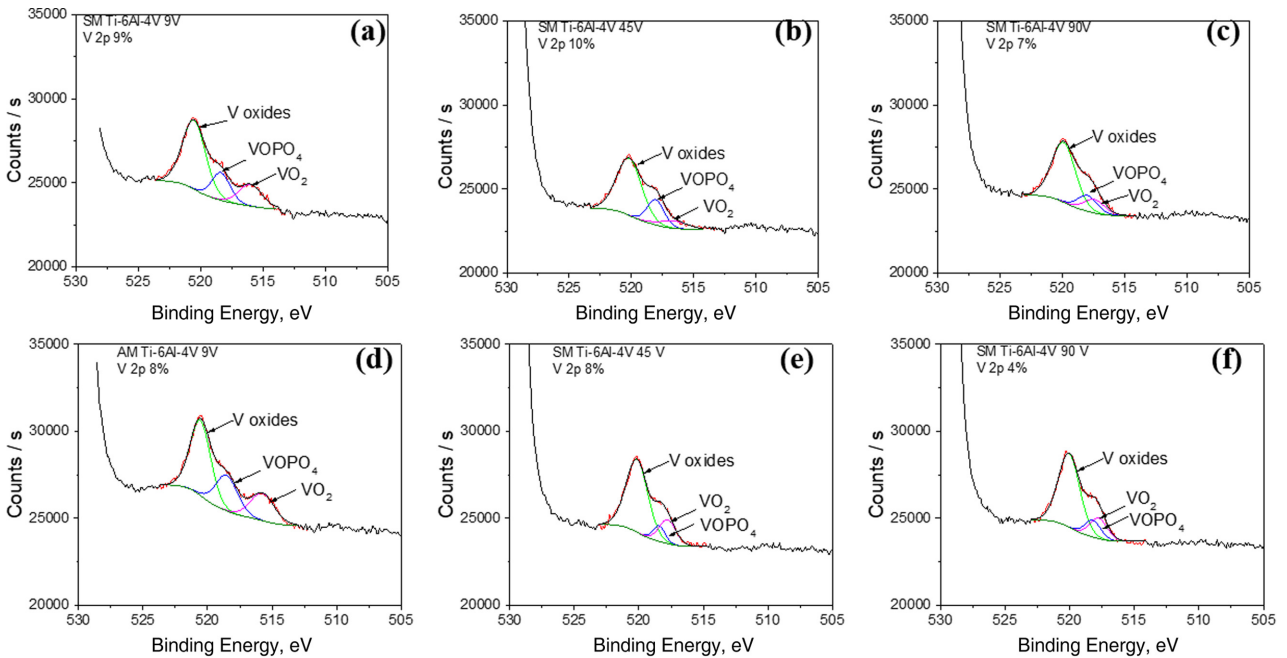 SM Ti-6Al-4V 9V
V 2p 9%
(a)
V oxides
VOPO4
VO2
35000
30000
25000
20000
Counts / s
530 525 520 515 510 505
Binding Energy, eV
SM Ti-6Al-4V 45V
V 2p 10%
(b)
V oxides
VOPO4
VO2
35000
30000
25000
20000
Counts / s
530 525 520 515 510 505
Binding Energy, eV
SM Ti-6Al-4V 90V
V 2p 7%
(c)
V oxides
VOPO4
VO2
35000
30000
25000
20000
Counts / s
530 525 520 515 510 505
Binding Energy, eV
AM Ti-6Al-4V 9V
V 2p 8%
(d)
V oxides
VOPO4
VO2
35000
30000
25000
20000
Counts / s
530 525 520 515 510 505
Binding Energy, eV
SM Ti-6Al-4V 45 V
V 2p 8%
(e)
V oxides
VO2
VOPO4
35000
30000
25000
20000
Counts / s
530 525 520 515 510 505
Binding Energy, eV
SM Ti-6Al-4V 90 V
V 2p 4%
(f)
V oxides
VO2
VOPO4
35000
30000
25000
20000
Counts / s
530 525 520 515 510 505
Binding Energy, eV